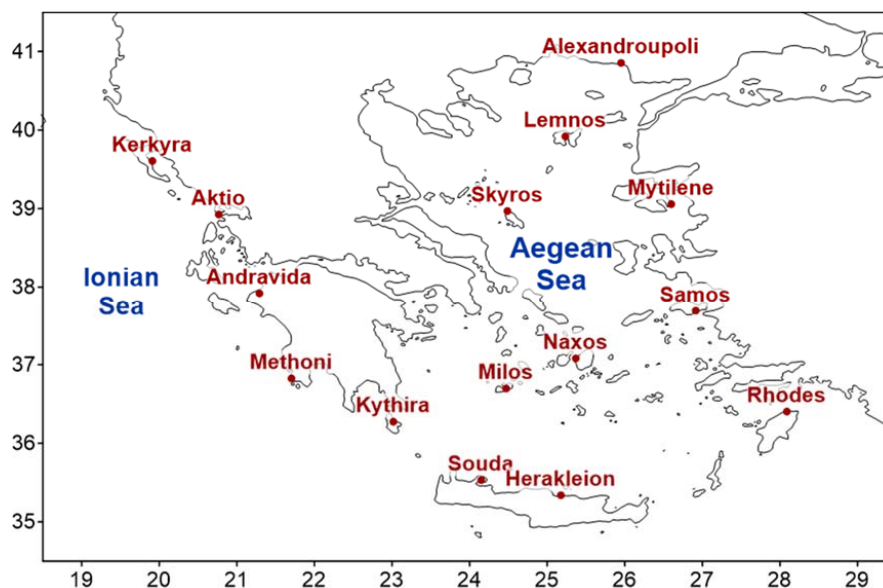 41
Alexandroupoli
40
Lemnos
Kerkyra
Aktio
Skyros
Mytilene
39
Aegean
Sea
Ionian
Sea
Andravida
38
Samos
Naxos
Methoni
Milos
37
Kythira
Rhodes
36
Souda
Herakleion
35
19 20 21 22 23 24 25 26 27 28 29